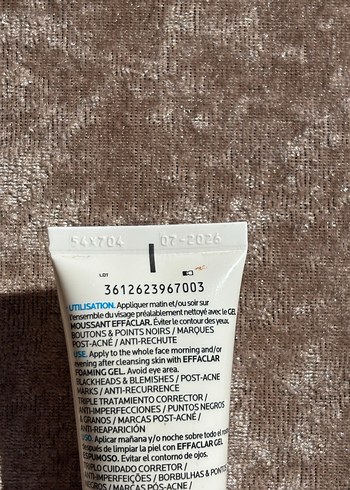 54X704 07-2026
3612623967003
UTILISATION. Appliquer matin et/ou soir sur
l'ensemble du visage préalablement nettoyé avec le GEL
MOUSSANT EFFACLAR. Éviter le contour des yeux.
BOUTONS & POINTS NOIRS / MARQUES
POST-ACNÉ / ANTI-RECHUTE
USE. Apply to the whole face morning and/or
evening after cleansing skin with EFFACLAR
FOAMING GEL. Avoid eye area.
BLACKHEADS & BLEMISHES / POST-ACNE
MARKS / ANTI-RECURRENCE
TRIPLE TRATAMIENTO CORRECTOR /
ANTI-IMPERFECCIONES / PUNTOS NEGROS
& GRANOS / MARCAS POST-ACNÉ /
ANTI-REAPARICIÓN
USO. Aplicar mañana y/o noche sobre todo el
después de limpiar la piel con EFFACLAR GEL
ESPUMOSO. Evitar el contorno de ojos.
TRIPLO CUIDADO CORRETOR /
ANTI-IMPERFEIÇÕES / BORBULHAS & PONTOS
NEGROS / MARCAS PÓS-ACNE /